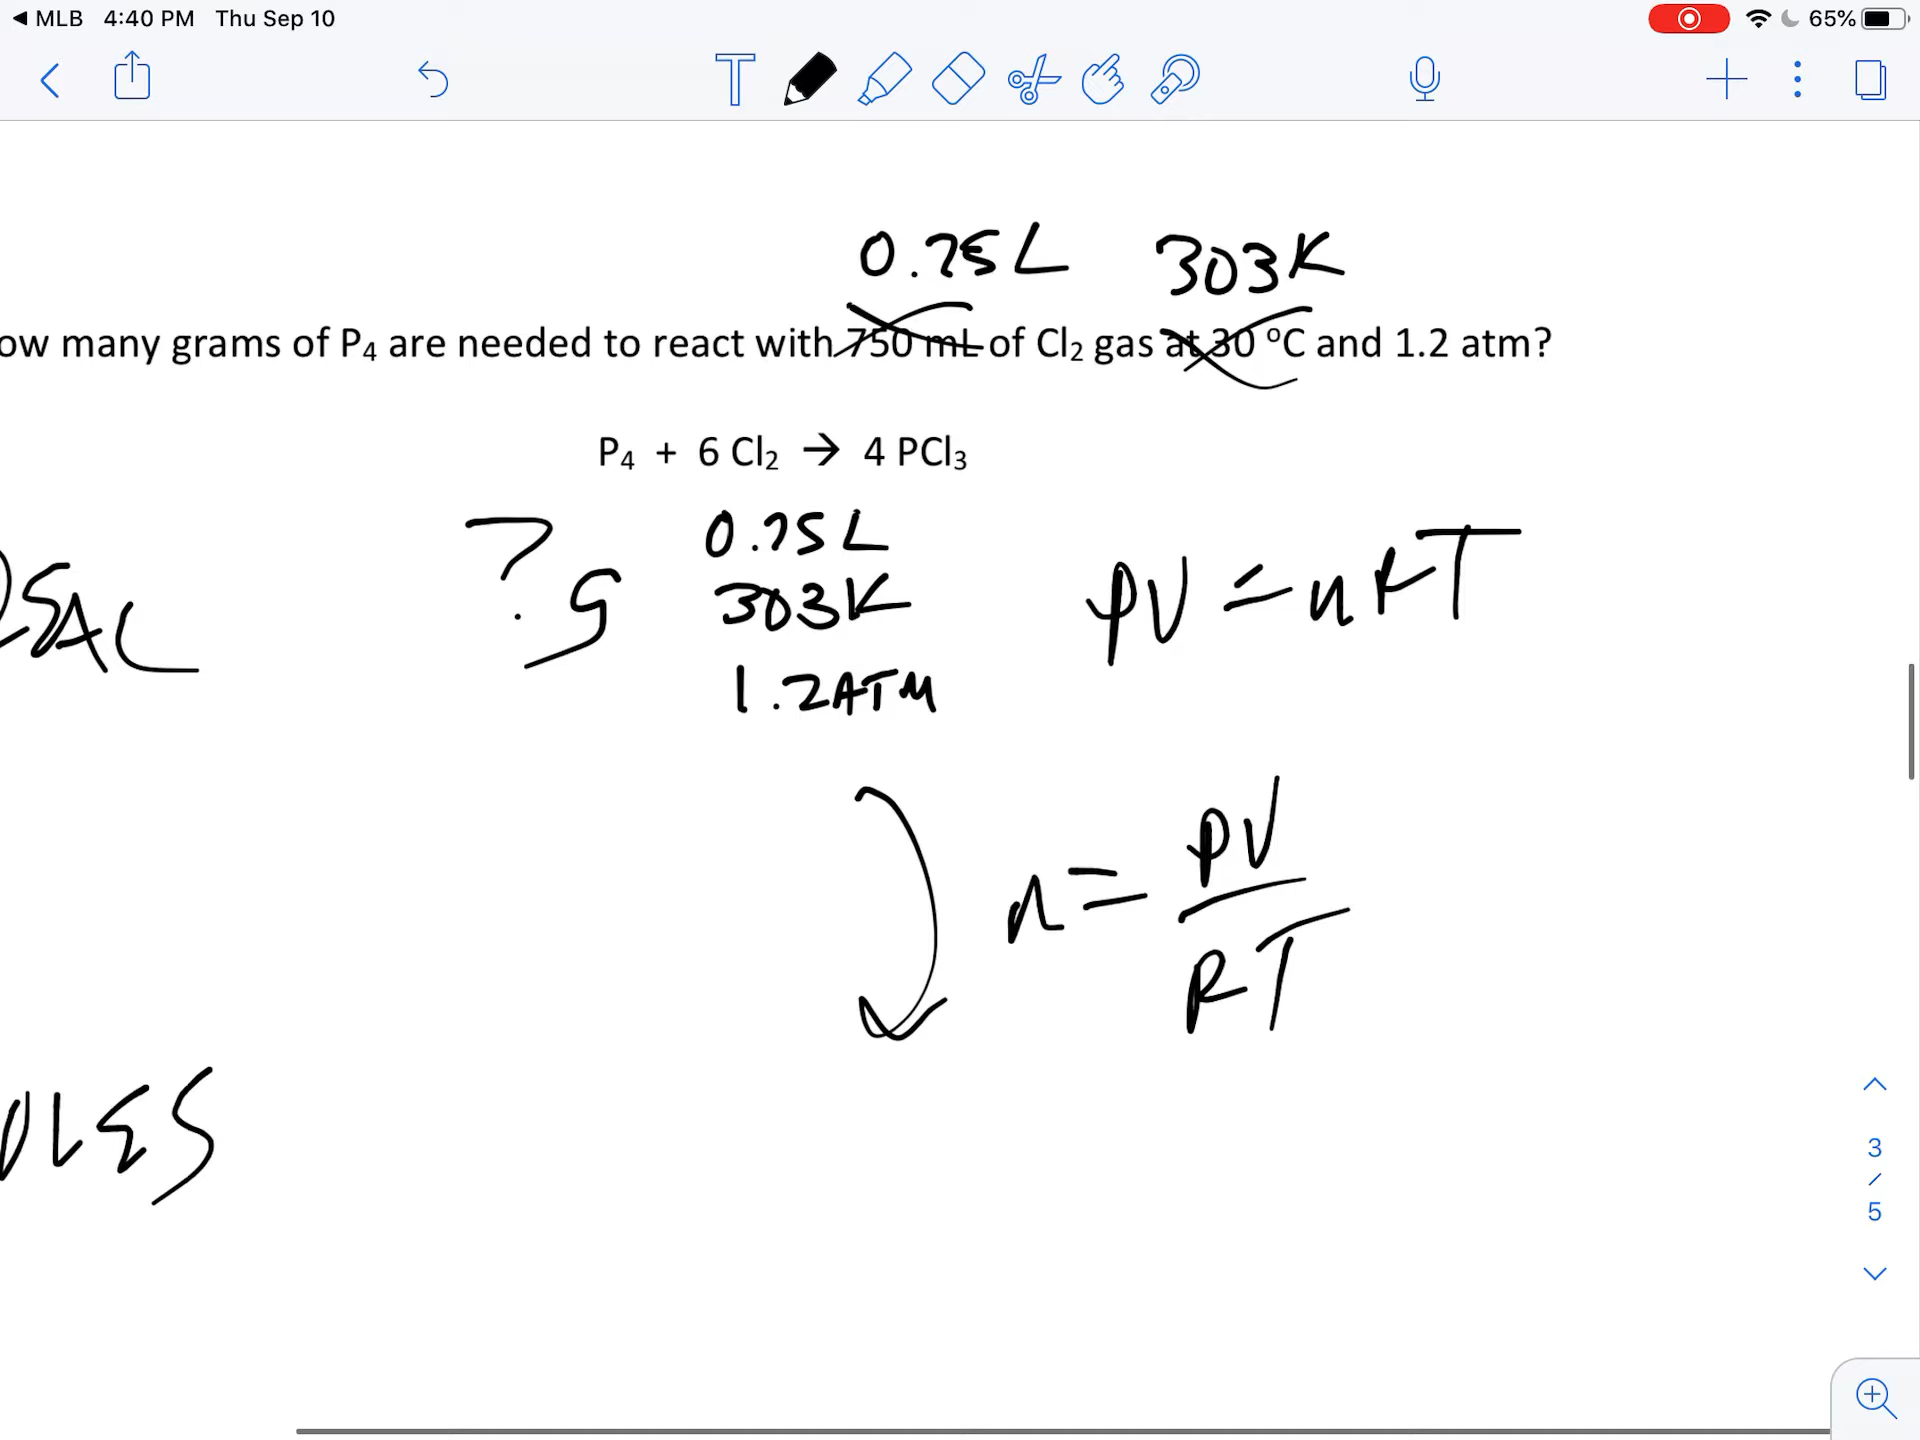 MLB 4:40 PM Thu Sep 10 65%
T
0.75L 303K
ow many grams of P4 are needed to react with 750 mL of Cl2 gas at 30 °C and 1.2 atm?
P4 + 6 Cl2 → 4 PCl3
0.75L
?g
303K
PV=nRT
1.2ATM
n=PV/RT
3
/
5